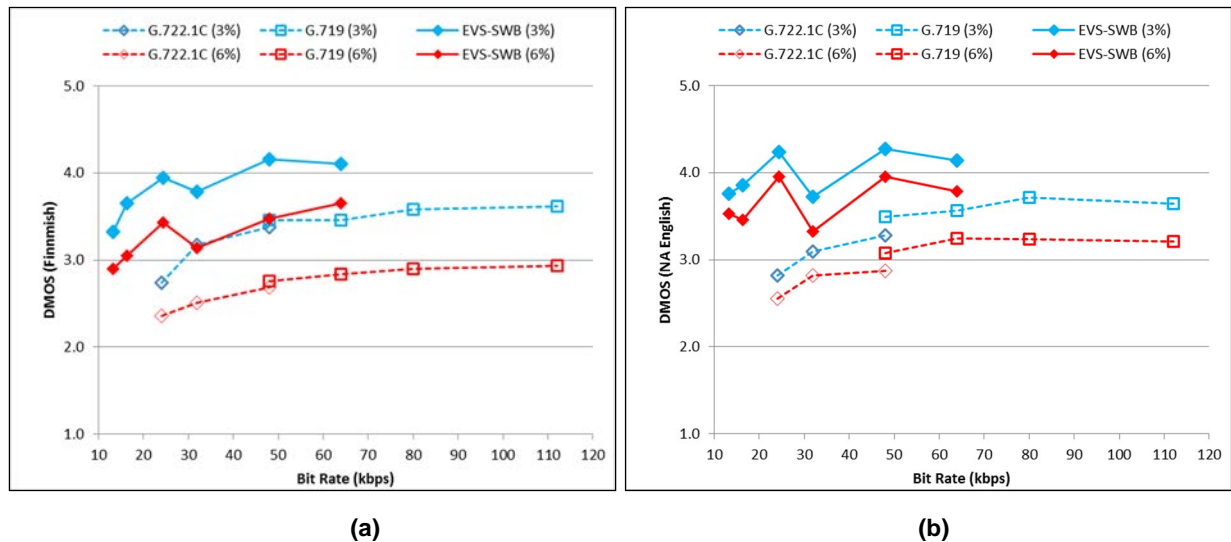 G.722.1C (3%) G.719 (3%) EVS-SWB (3%)
G.722.1C (6%) G.719 (6%) EVS-SWB (6%)
5.0
4.0
3.0
2.0
1.0
DMOS (Finnmish)
10 20 30 40 50 60 70 80 90 100 110 120
Bit Rate (kbps)
(a)
G.722.1C (3%) G.719 (3%) EVS-SWB (3%)
G.722.1C (6%) G.719 (6%) EVS-SWB (6%)
5.0
4.0
3.0
2.0
1.0
DMOS (NA English)
10 20 30 40 50 60 70 80 90 100 110 120
Bit Rate (kbps)
(b)